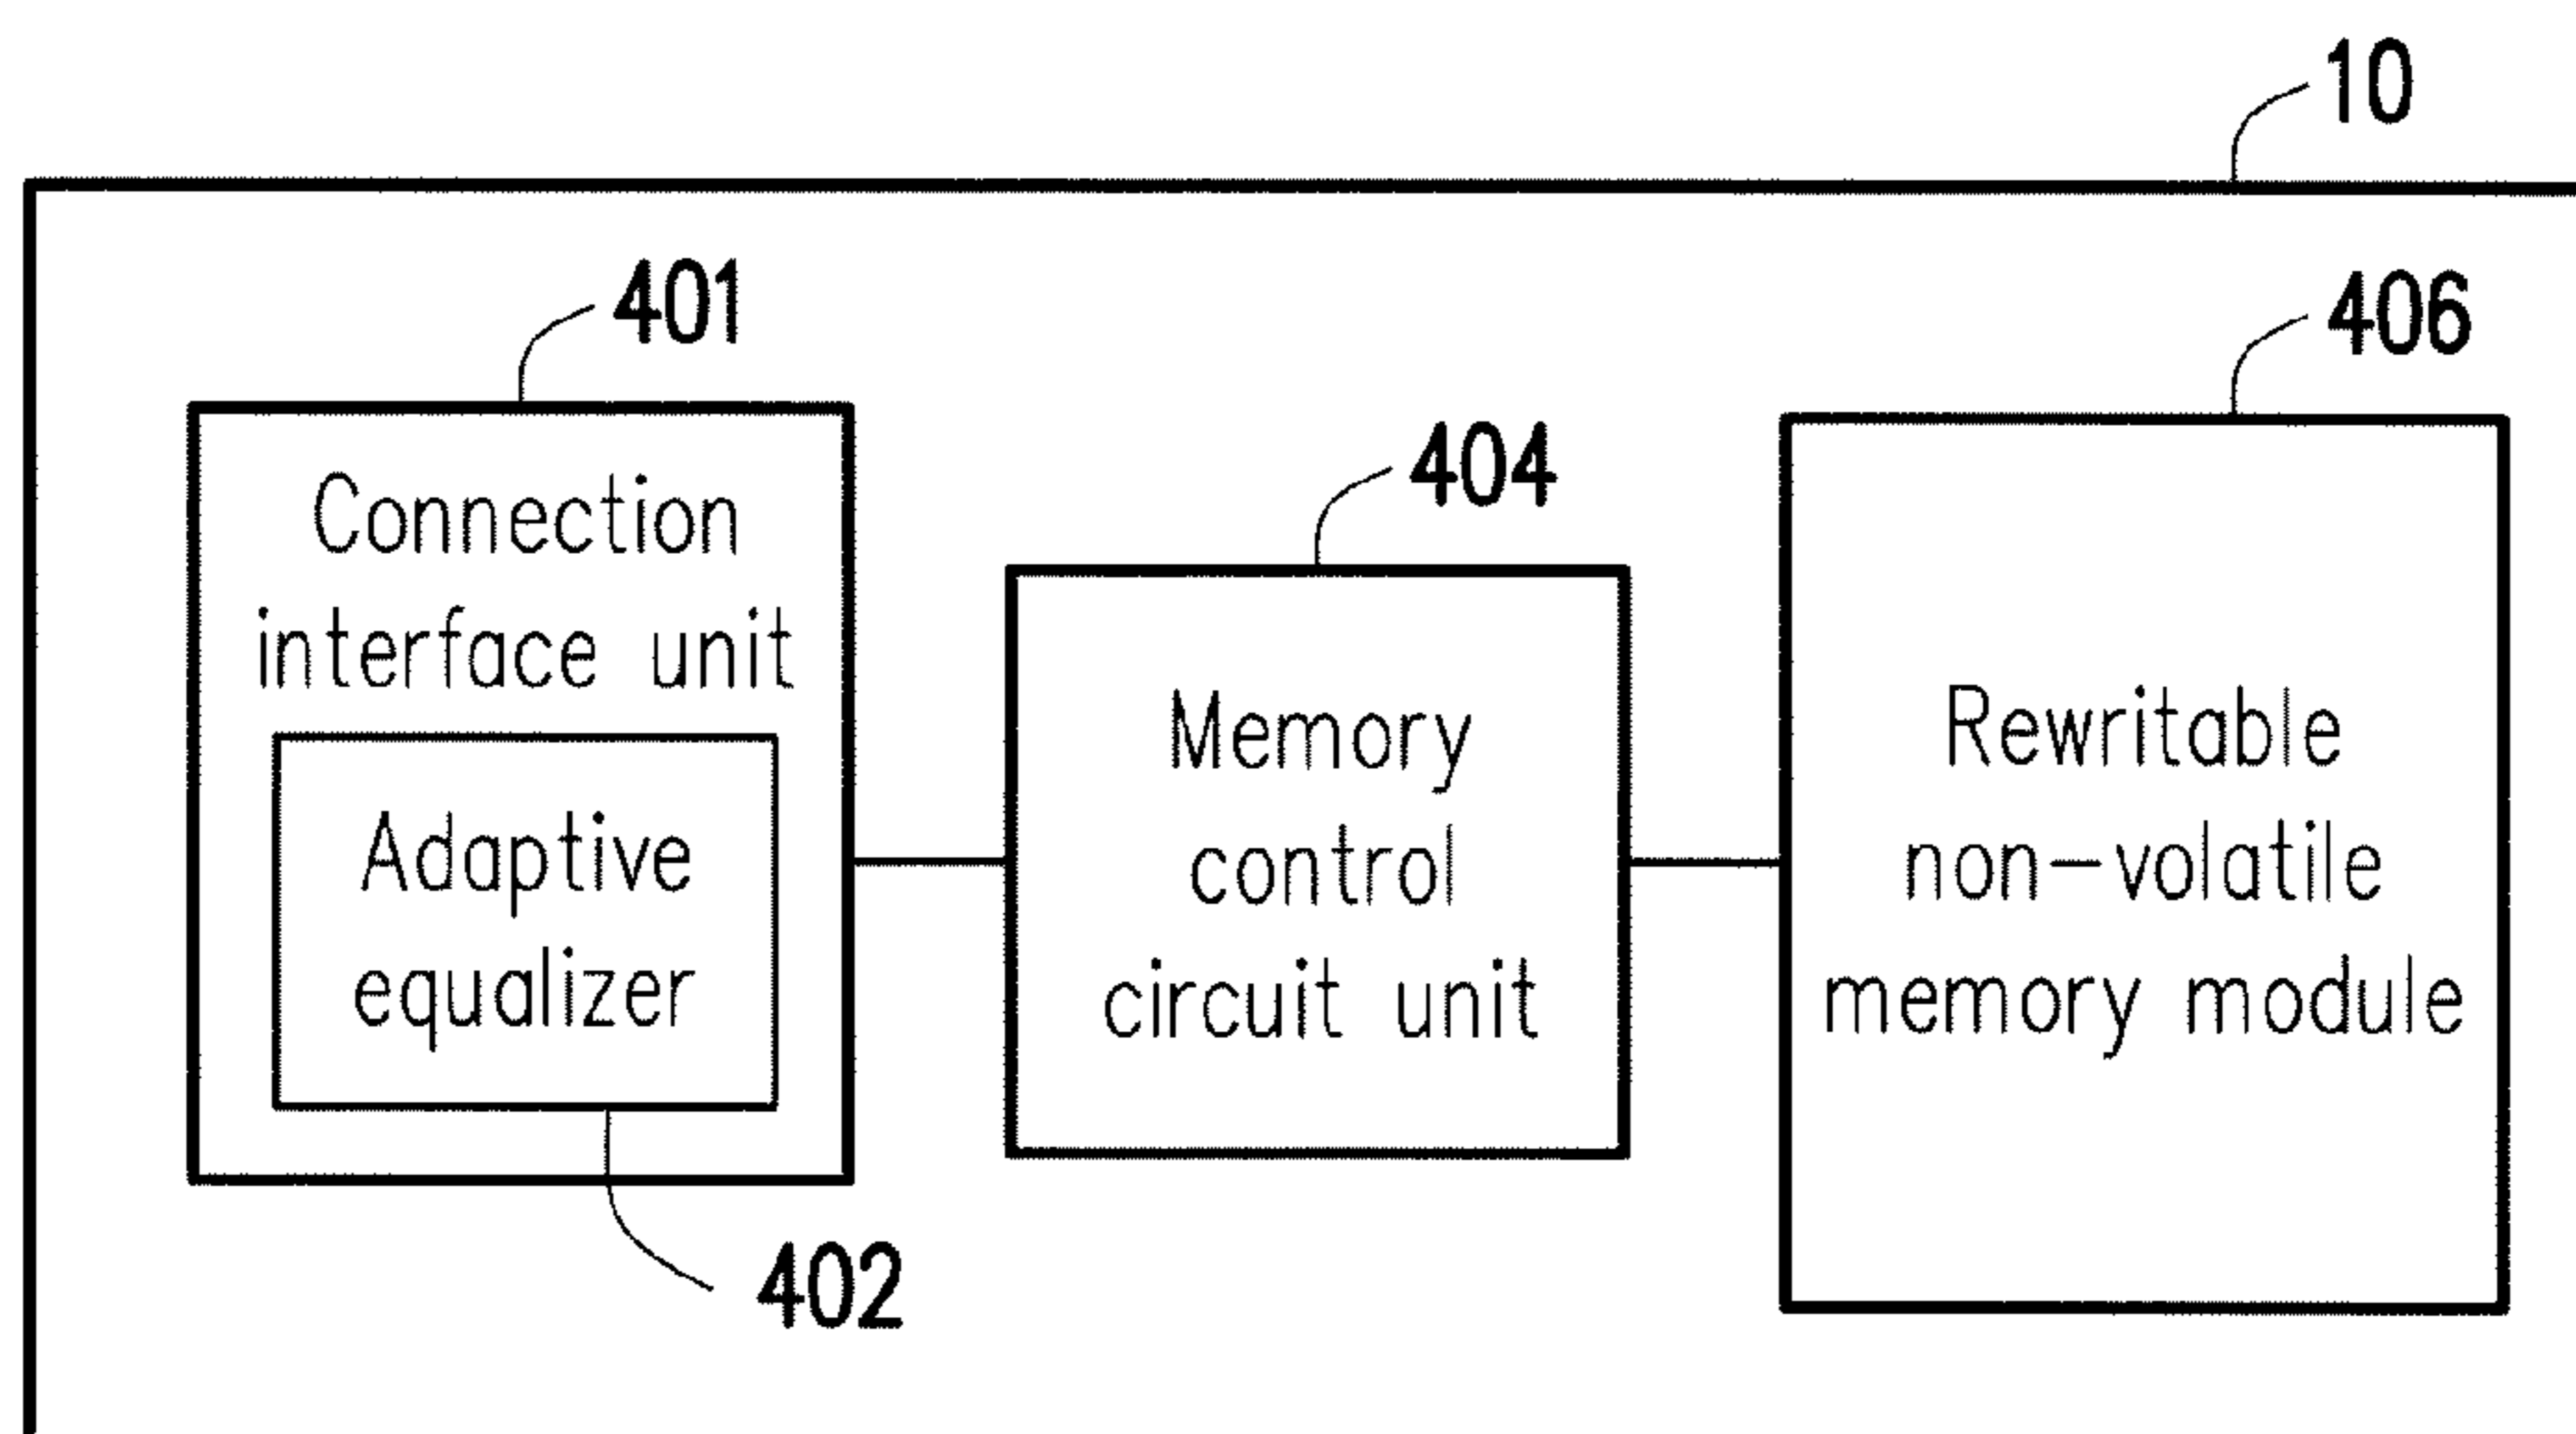 10
401
Connection
interface unit
Adaptive
equalizer
402
404
Memory
control
circuit unit
406
Rewritable
non-volatile
memory module